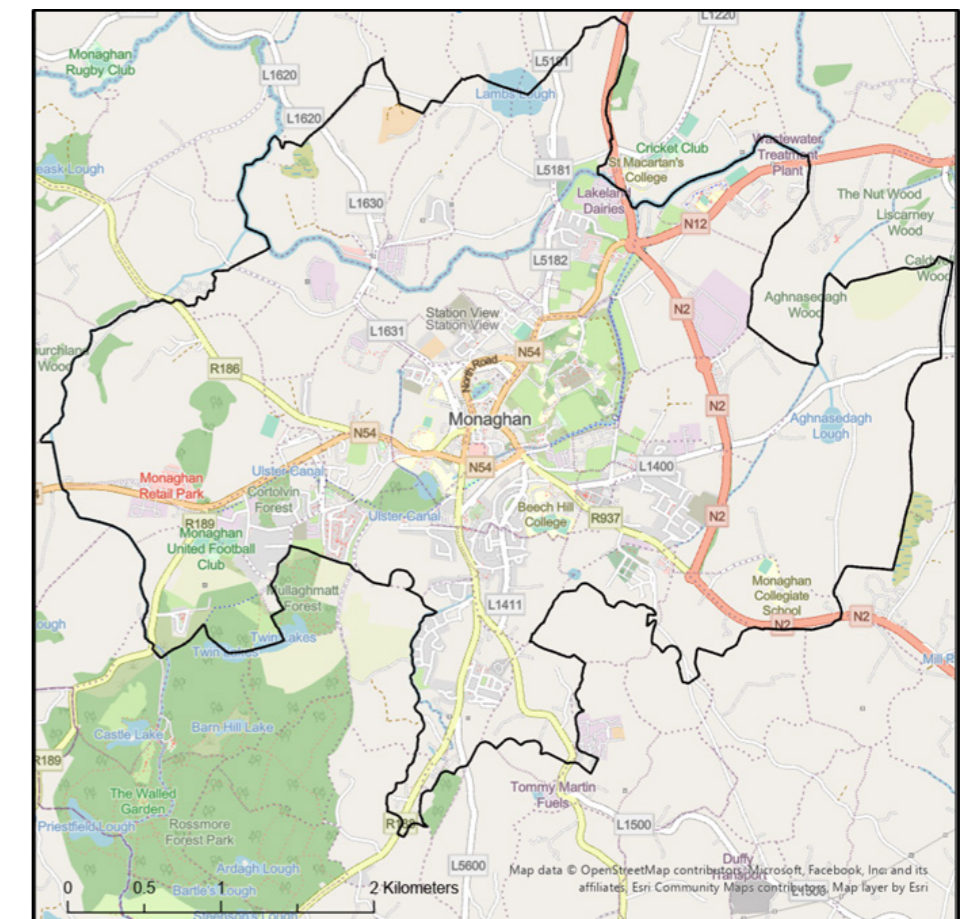 L1220
Monaghan
Rugby Club
L1620
L5181
Lambs Lough
L1620
Cricket Club
St Macartan's
College
Wastewater
Treatment
Plant
L5181
Lakeland
Dairies
The Nut Wood
Liscarney
Wood
L1630
N12
L5182
Wood
Aghnasedagh
Wood
N2
Station View
Station View
L1631
Wood
N54
North Road
R186
N2
Monaghan
Aghnasedagh
Lough
N54
L1400
N54
Ulster Canal
Monaghan
Retail Park
Cortolvin
Forest
Ulster Canal
Beech Hill
College
R937
N2
R189
Monaghan
United Football
Club
Mullaghmatt
Forest
Monaghan
Collegiate
School
L1411
N2
N2
Twin Lakes
Twin Lakes
Barn Hill Lake
Castle Lake
R189
The Walled
Garden
Tommy Martin
Fuels
Priestfield Lough
Rossmore
Forest Park
L1500
L5600
Duffy
Transport
Ardagh Lough
Bartle's Lough
0 0.5 1 2 Kilometers
Map data © OpenStreetMap contributors, Microsoft, Facebook, Inc. and its
affiliates, Esri Community Maps contributors, Map layer by Esri